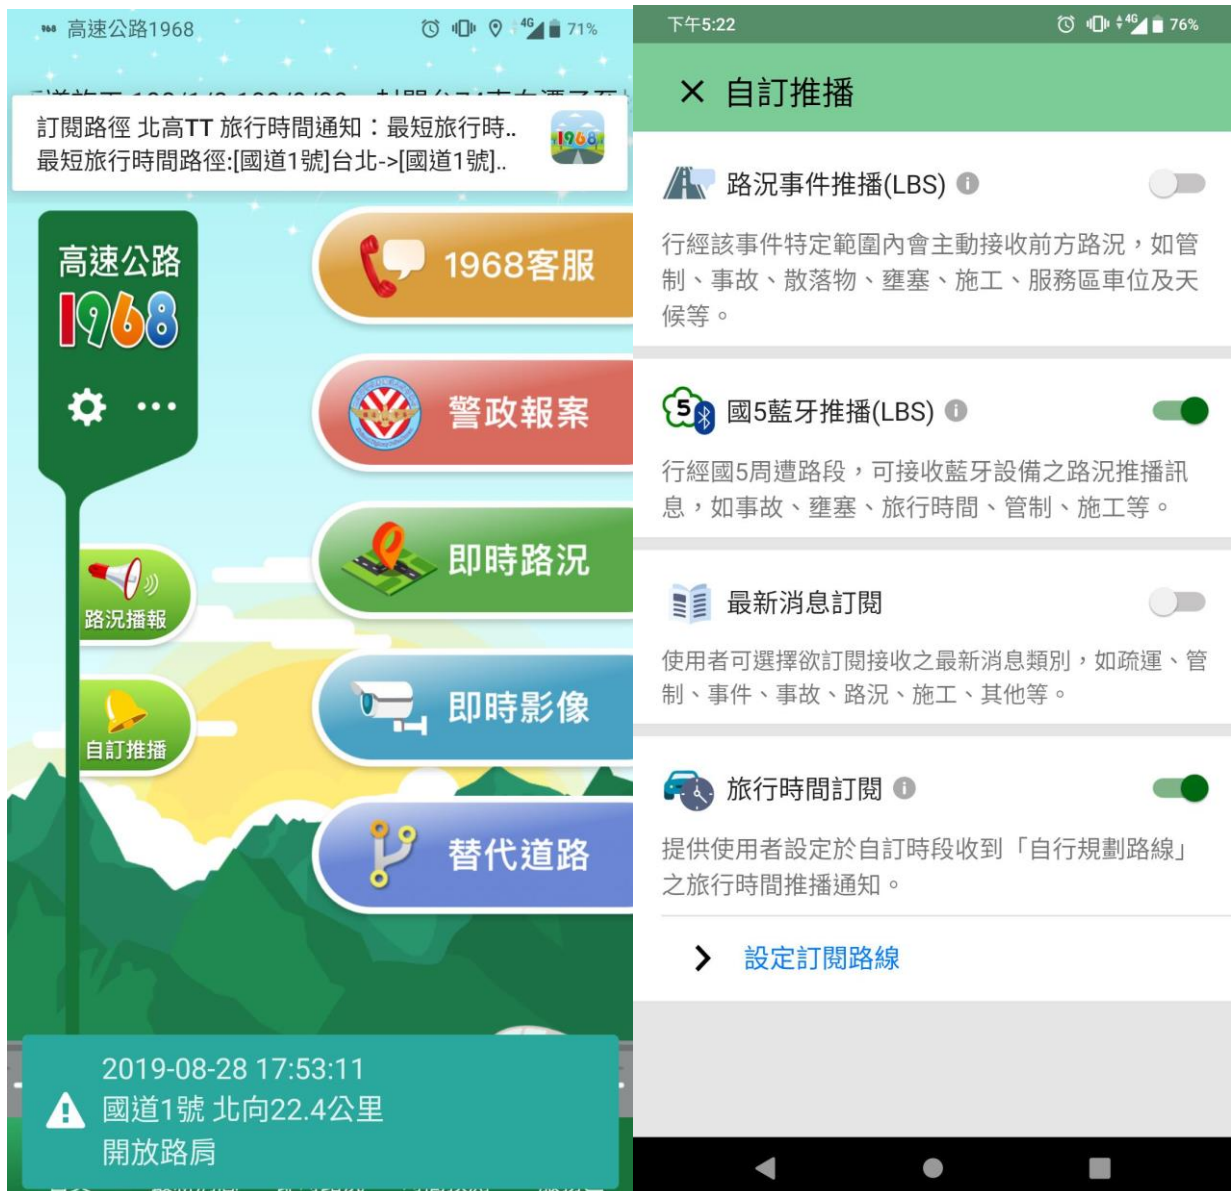 高速公路1968
4G
71%
訂閱路徑 北高TT 旅行時間通知：最短旅行時..
最短旅行時間路徑:[國道1號]台北->[國道1號]..
1968
高速公路
1968
1968客服
警政報案
即時路況
路況播報
即時影像
自訂推播
替代道路
2019-08-28 17:53:11
國道1號 北向22.4公里
開放路肩
下午5:22
4G
76%
自訂推播
路況事件推播(LBS)
行經該事件特定範圍內會主動接收前方路況，如管
制、事故、散落物、壅塞、施工、服務區車位及天
候等。
5
國5藍牙推播(LBS)
行經國5周遭路段，可接收藍牙設備之路況推播訊
息，如事故、壅塞、旅行時間、管制、施工等。
最新消息訂閱
使用者可選擇欲訂閱接收之最新消息類別，如疏運、管
制、事件、事故、路況、施工、其他等。
旅行時間訂閱
提供使用者設定於自訂時段收到「自行規劃路線」
之旅行時間推播通知。
設定訂閱路線